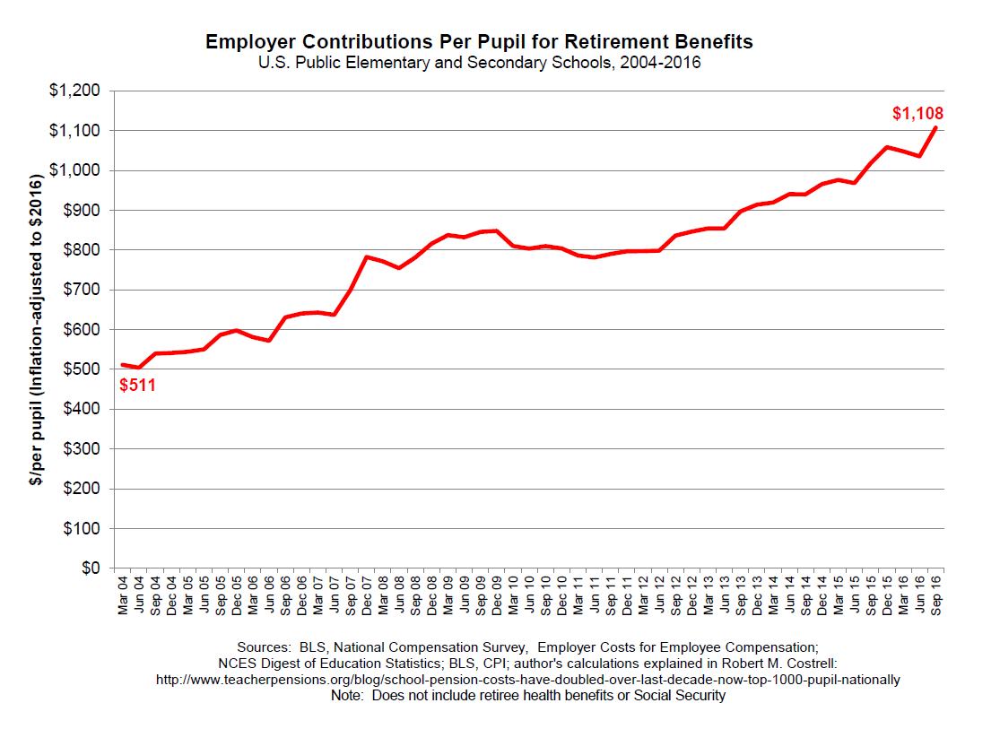 Employer Contributions Per Pupil for Retirement Benefits
U.S. Public Elementary and Secondary Schools, 2004-2016
$/per pupil (Inflation-adjusted to $2016)
$1,200
$1,100
$1,000
$900
$800
$700
$600
$500
$400
$300
$200
$100
$0
$511
$1,108
Mar 04
Jun 04
Sep 04
Dec 04
Mar 05
Jun 05
Sep 05
Dec 05
Mar 06
Jun 06
Sep 06
Dec 06
Mar 07
Jun 07
Sep 07
Dec 07
Mar 08
Jun 08
Sep 08
Dec 08
Mar 09
Jun 09
Sep 09
Dec 09
Mar 10
Jun 10
Sep 10
Dec 10
Mar 11
Jun 11
Sep 11
Dec 11
Mar 12
Jun 12
Sep 12
Dec 12
Mar 13
Jun 13
Sep 13
Dec 13
Mar 14
Jun 14
Sep 14
Dec 14
Mar 15
Jun 15
Sep 15
Dec 15
Mar 16
Jun 16
Sep 16
Sources:  BLS, National Compensation Survey,  Employer Costs for Employee Compensation;
NCES Digest of Education Statistics; BLS, CPI; author's calculations explained in Robert M. Costrell:
http://www.teacherpensions.org/blog/school-pension-costs-have-doubled-over-last-decade-now-top-1000-pupil-nationally
Note:  Does not include retiree health benefits or Social Security